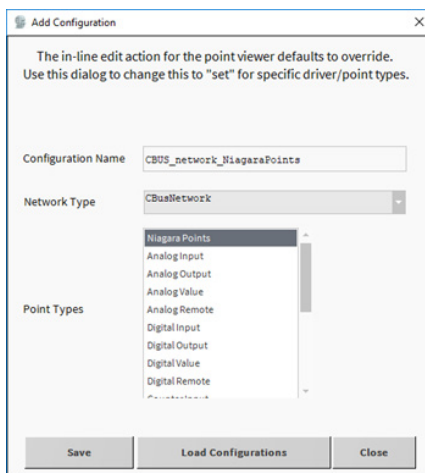 Add Configuration
The in-line edit action for the point viewer defaults to override.
Use this dialog to change this to "set" for specific driver/point types.
Configuration Name
CBUS_network_NiagaraPoints
Network Type
CBusNetwork
Point Types
Niagara Points
Analog Input
Analog Output
Analog Value
Analog Remote
Digital Input
Digital Output
Digital Value
Digital Remote
Save
Load Configurations
Close